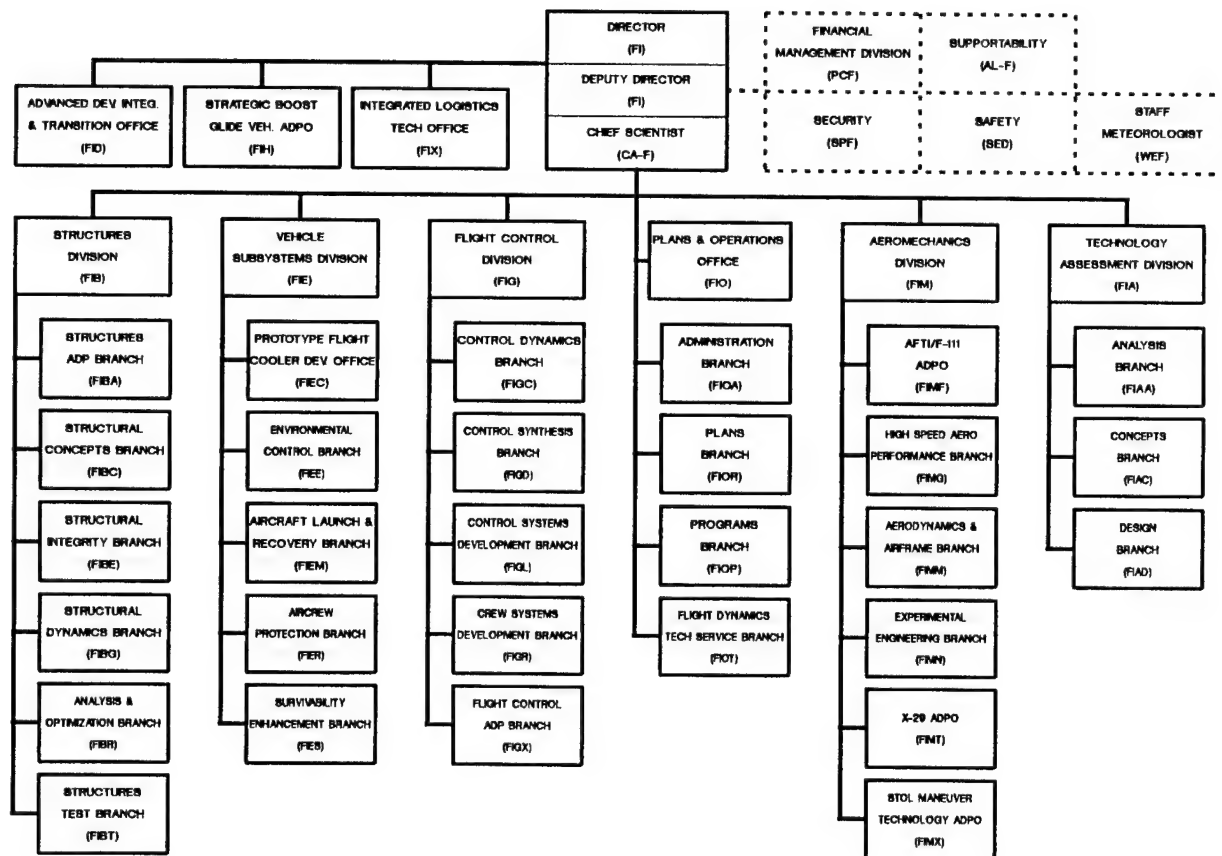 DIRECTOR
(FI)
DEPUTY DIRECTOR
(FI)
CHIEF SCIENTIST
(CA-F)
FINANCIAL
MANAGEMENT DIVISION
(PCF)
SUPPORTABILITY
(AL-F)
SECURITY
(SPF)
SAFETY
(SED)
STAFF
METEOROLOGIST
(WEF)
ADVANCED DEV. INTEG.
& TRANSITION OFFICE
(FID)
STRATEGIC BOOST
GLIDE VEH. ADPO
(FIH)
INTEGRATED LOGISTICS
TECH OFFICE
(FIX)
STRUCTURES
DIVISION
(FIB)
STRUCTURES
ADP BRANCH
(FIBA)
STRUCTURAL
CONCEPTS BRANCH
(FIBC)
STRUCTURAL
INTEGRITY BRANCH
(FIBE)
STRUCTURAL
DYNAMICS BRANCH
(FIBG)
ANALYSIS &
OPTIMIZATION BRANCH
(FIBR)
STRUCTURES
TEST BRANCH
(FIBT)
VEHICLE
SUBSYSTEMS DIVISION
(FIE)
PROTOTYPE FLIGHT
COOLER DEV. OFFICE
(FIEC)
ENVIRONMENTAL
CONTROL BRANCH
(FIEE)
AIRCRAFT LAUNCH &
RECOVERY BRANCH
(FIEM)
AIRCREW
PROTECTION BRANCH
(FIER)
SURVIVABILITY
ENHANCEMENT BRANCH
(FIES)
FLIGHT CONTROL
DIVISION
(FIG)
CONTROL DYNAMICS
BRANCH
(FIGC)
CONTROL SYNTHESIS
BRANCH
(FIGD)
CONTROL SYSTEMS
DEVELOPMENT BRANCH
(FIGL)
CREW SYSTEMS
DEVELOPMENT BRANCH
(FIGR)
FLIGHT CONTROL
ADP BRANCH
(FIGX)
PLANS & OPERATIONS
OFFICE
(FIO)
ADMINISTRATION
BRANCH
(FIOA)
PLANS
BRANCH
(FIOR)
PROGRAMS
BRANCH
(FIOP)
FLIGHT DYNAMICS
TECH SERVICE BRANCH
(FIOT)
AEROMECHANICS
DIVISION
(FIM)
AFTI/F-111
ADPO
(FIMF)
HIGH SPEED AERO
PERFORMANCE BRANCH
(FIMG)
AERODYNAMICS &
AIRFRAME BRANCH
(FIMM)
EXPERIMENTAL
ENGINEERING BRANCH
(FIMN)
X-29 ADPO
(FIMT)
STOL MANEUVER
TECHNOLOGY ADPO
(FIMX)
TECHNOLOGY
ASSESSMENT DIVISION
(FIA)
ANALYSIS
BRANCH
(FIAA)
CONCEPTS
BRANCH
(FIAC)
DESIGN
BRANCH
(FIAD)